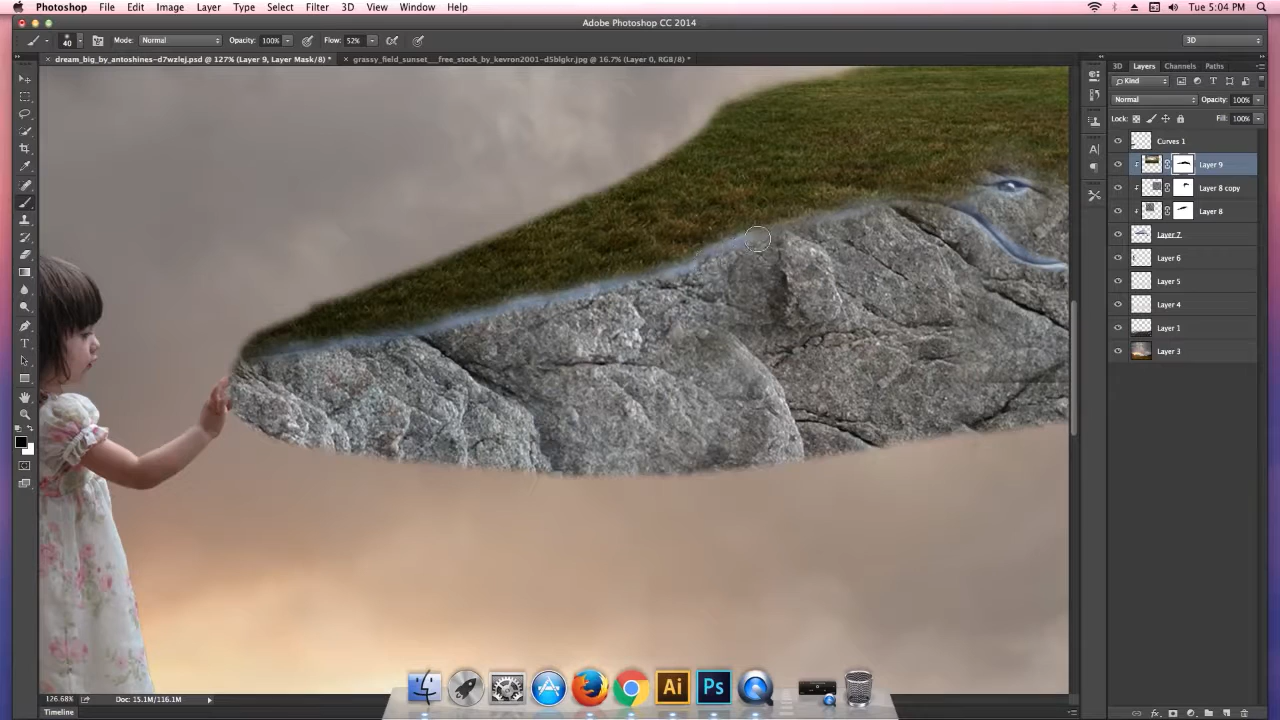 Photoshop File Edit Image Layer Type Select Filter 3D View Window Help Tue 5:04 PM
Adobe Photoshop CC 2014
40 Mode: Normal Opacity: 100% Flow: 52% 3D
dream_big_by_antoshines-d7wzlej.psd @ 127% (Layer 9, Layer Mask/8) * grassy_field_sunset___free_stock_by_kevron2001-d5blgkr.jpg @ 16.7% (Layer 0, RGB/8) *
3D Layers Channels Paths
Kind
Normal Opacity: 100%
Lock: Fill: 100%
Curves 1
Layer 9
Layer 8 copy
Layer 8
Layer 7
Layer 6
Layer 5
Layer 4
Layer 1
Layer 3
Ai Ps
126.68% Doc: 15.1M/116.1M
Timeline